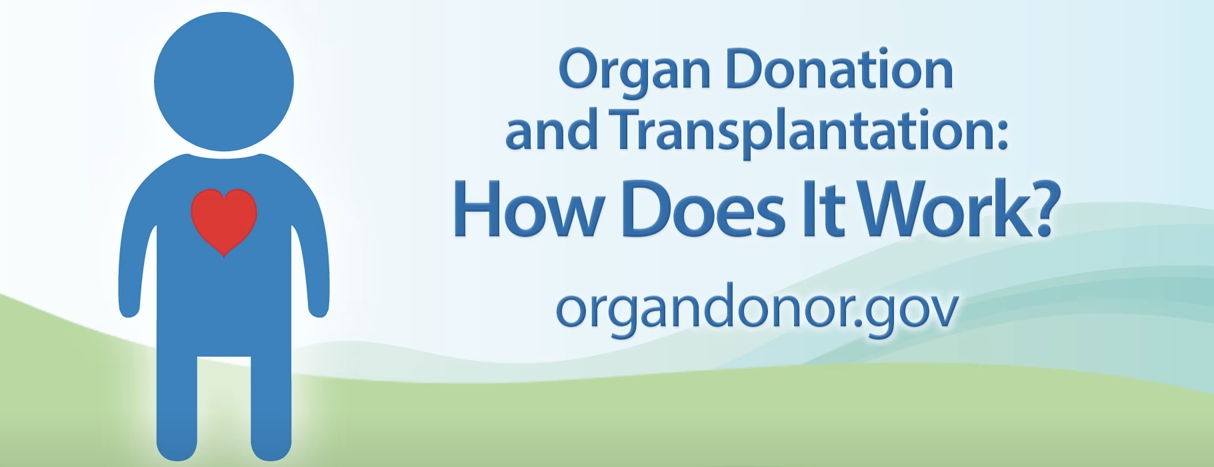 Organ Donation
and Transplantation:
How Does It Work?
organdonor.gov